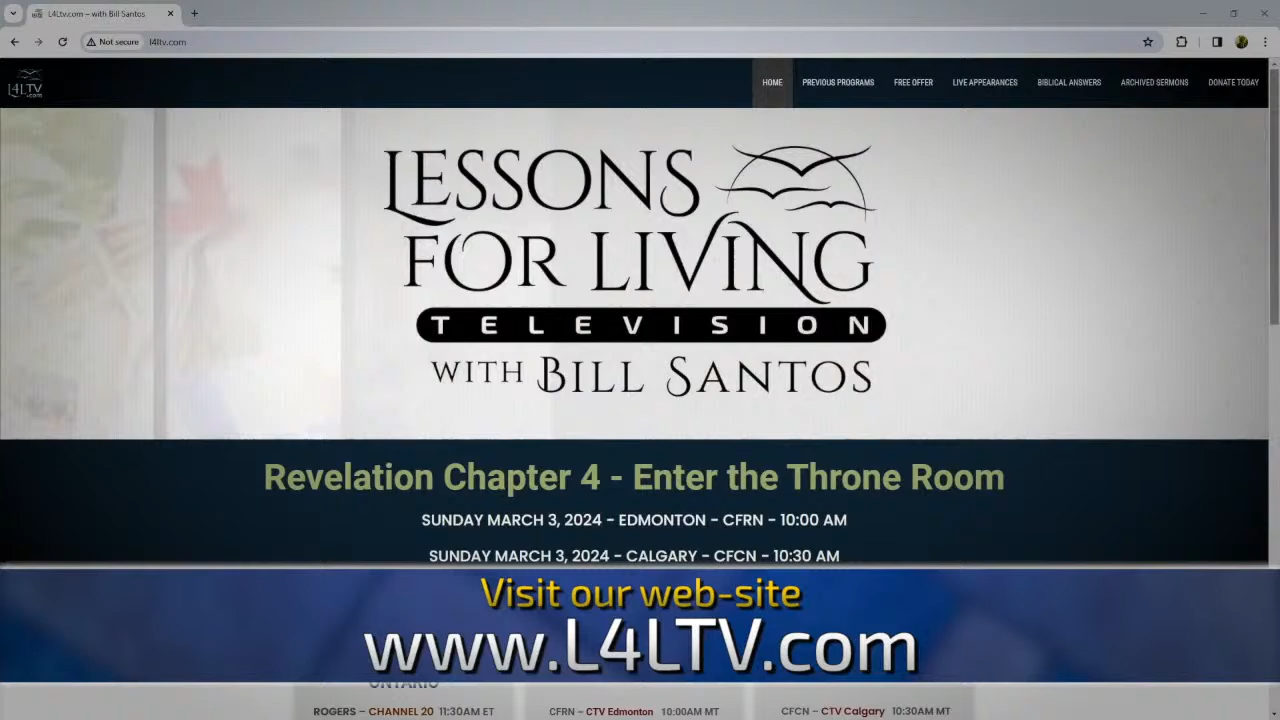 L4Ltv.com – with Bill Santos
Not secure
l4ltv.com
L4LTV
.com
HOME
PREVIOUS PROGRAMS
FREE OFFER
LIVE APPEARANCES
BIBLICAL ANSWERS
ARCHIVED SERMONS
DONATE TODAY
LESSONS
FOR LIVING
TELEVISION
WITH BILL SANTOS
Revelation Chapter 4 - Enter the Throne Room
SUNDAY MARCH 3, 2024 - EDMONTON - CFRN - 10:00 AM
SUNDAY MARCH 3, 2024 - CALGARY - CFCN - 10:30 AM
Visit our web-site
www.L4LTV.com
ONTARIO
ROGERS – CHANNEL 20 11:30AM ET
CFRN – CTV Edmonton 10:00AM MT
CFCN – CTV Calgary 10:30AM MT